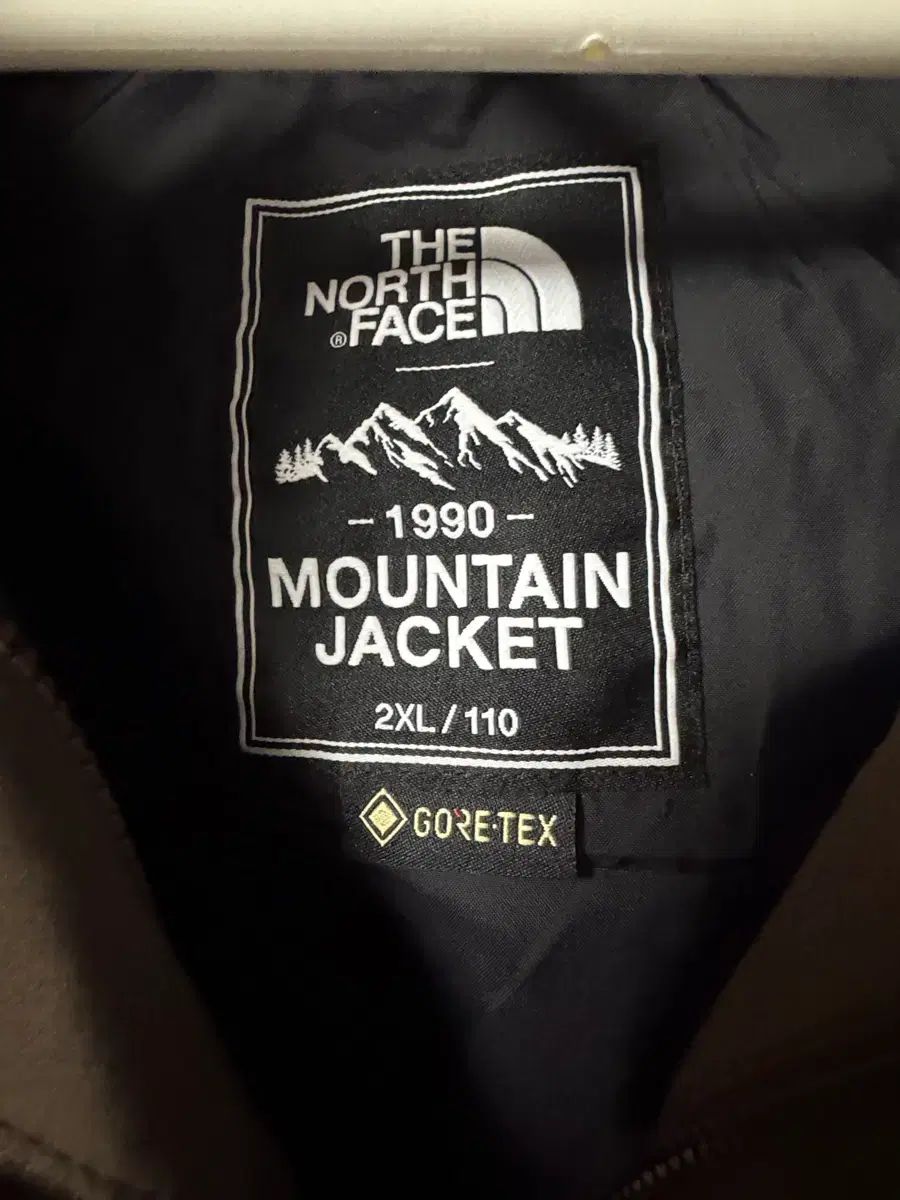 THE
NORTH
®FACE
- 1990 -
MOUNTAIN
JACKET
2XL / 110
GORE-TEX